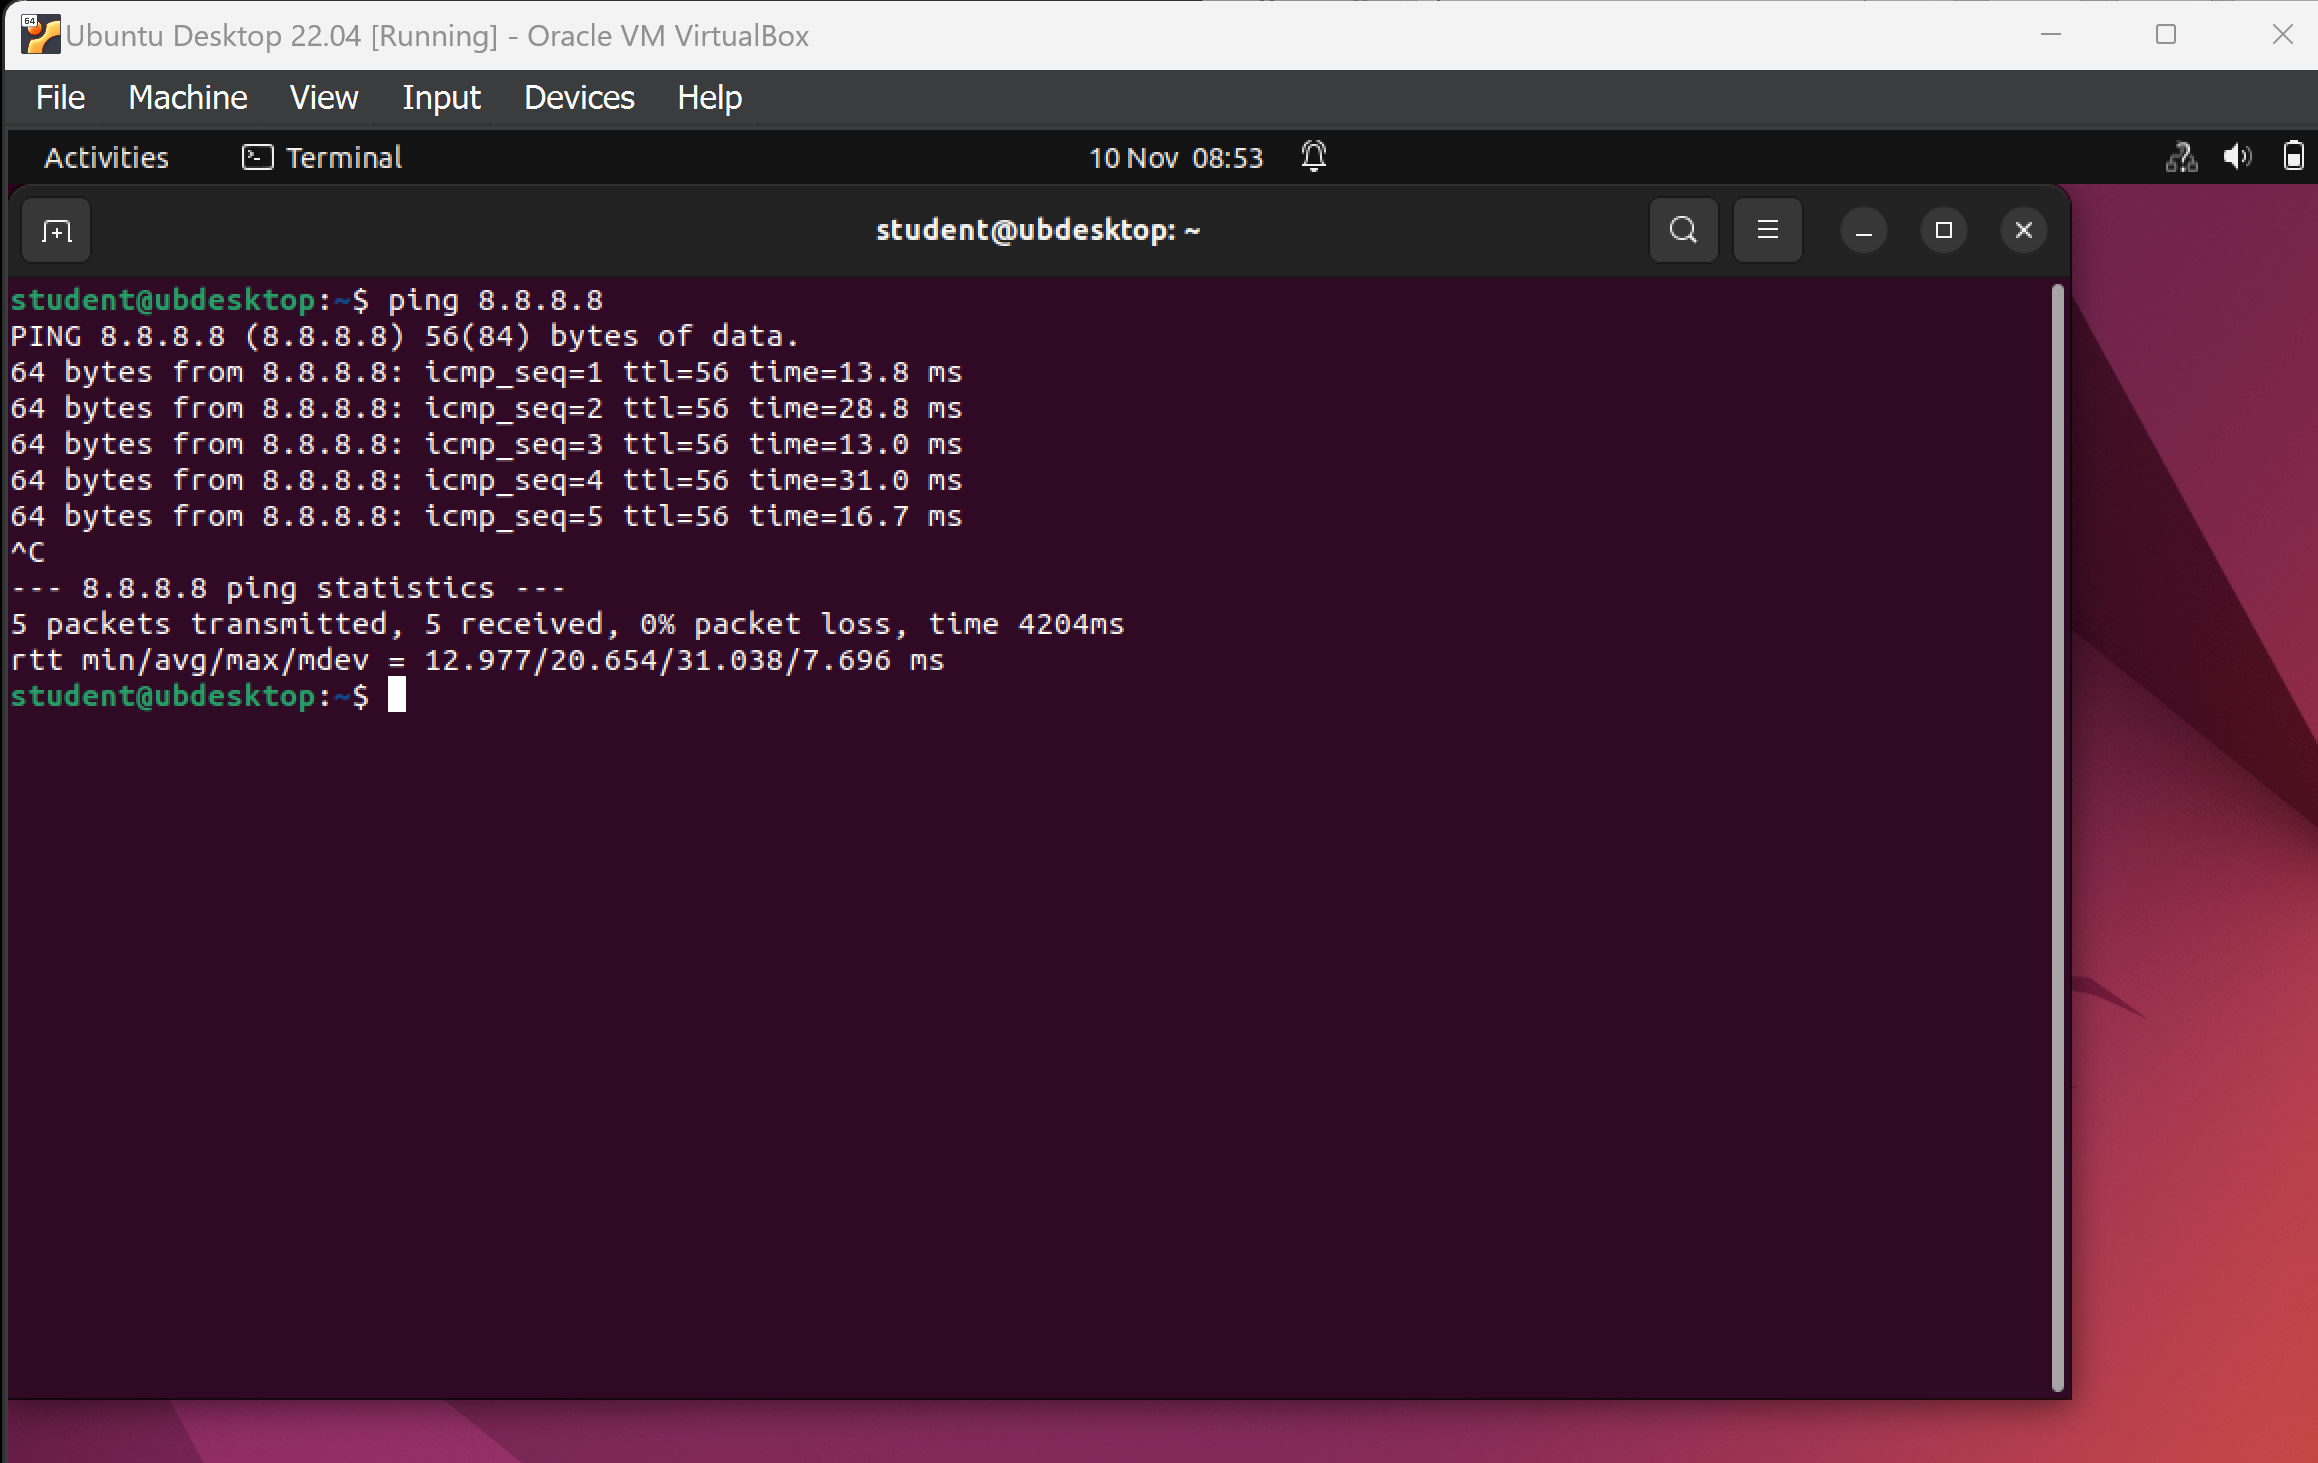 64
Ubuntu Desktop 22.04 [Running] - Oracle VM VirtualBox
File Machine View Input Devices Help
Activities Terminal 10 Nov 08:53
student@ubdesktop: ~
student@ubdesktop:~$ ping 8.8.8.8
PING 8.8.8.8 (8.8.8.8) 56(84) bytes of data.
64 bytes from 8.8.8.8: icmp_seq=1 ttl=56 time=13.8 ms
64 bytes from 8.8.8.8: icmp_seq=2 ttl=56 time=28.8 ms
64 bytes from 8.8.8.8: icmp_seq=3 ttl=56 time=13.0 ms
64 bytes from 8.8.8.8: icmp_seq=4 ttl=56 time=31.0 ms
64 bytes from 8.8.8.8: icmp_seq=5 ttl=56 time=16.7 ms
^C
--- 8.8.8.8 ping statistics ---
5 packets transmitted, 5 received, 0% packet loss, time 4204ms
rtt min/avg/max/mdev = 12.977/20.654/31.038/7.696 ms
student@ubdesktop:~$